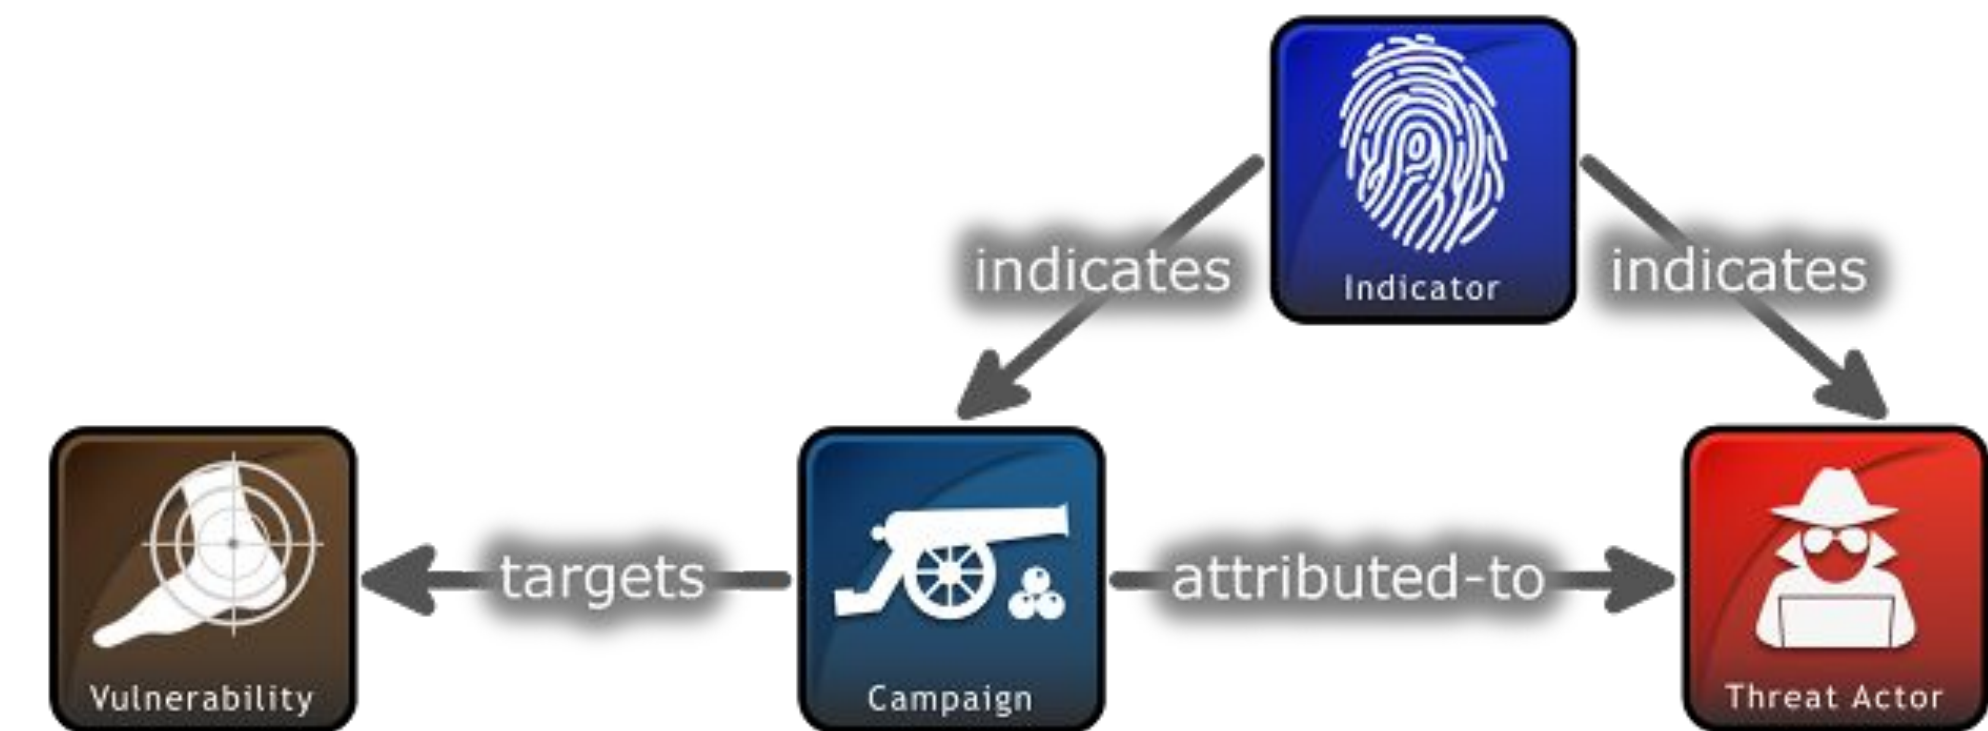 indicates
Indicator
indicates
targets
attributed-to
Vulnerability
Campaign
Threat Actor